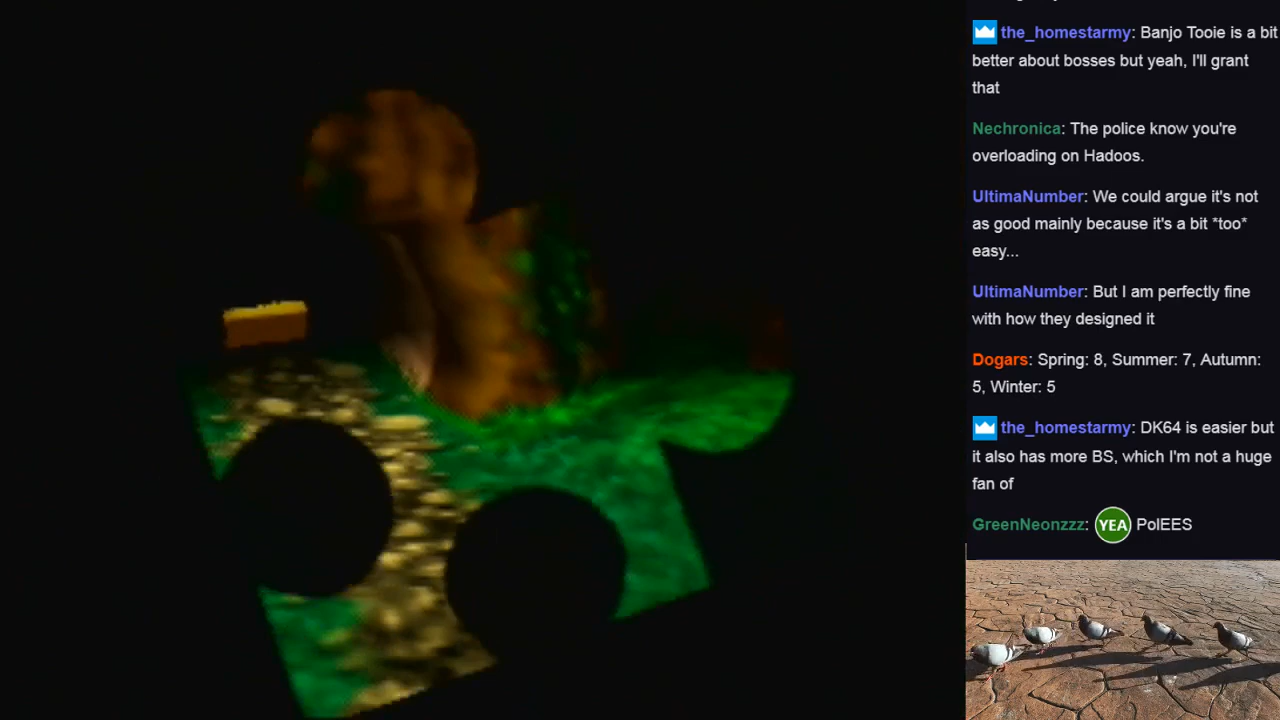 the_homestarmy: Banjo Tooie is a bit
better about bosses but yeah, I'll grant
that
Nechronica: The police know you're
overloading on Hadoos.
UltimaNumber: We could argue it's not
as good mainly because it's a bit *too*
easy...
UltimaNumber: But I am perfectly fine
with how they designed it
Dogars: Spring: 8, Summer: 7, Autumn:
5, Winter: 5
the_homestarmy: DK64 is easier but
it also has more BS, which I'm not a huge
fan of
GreenNeonzzz: YEA PolEES